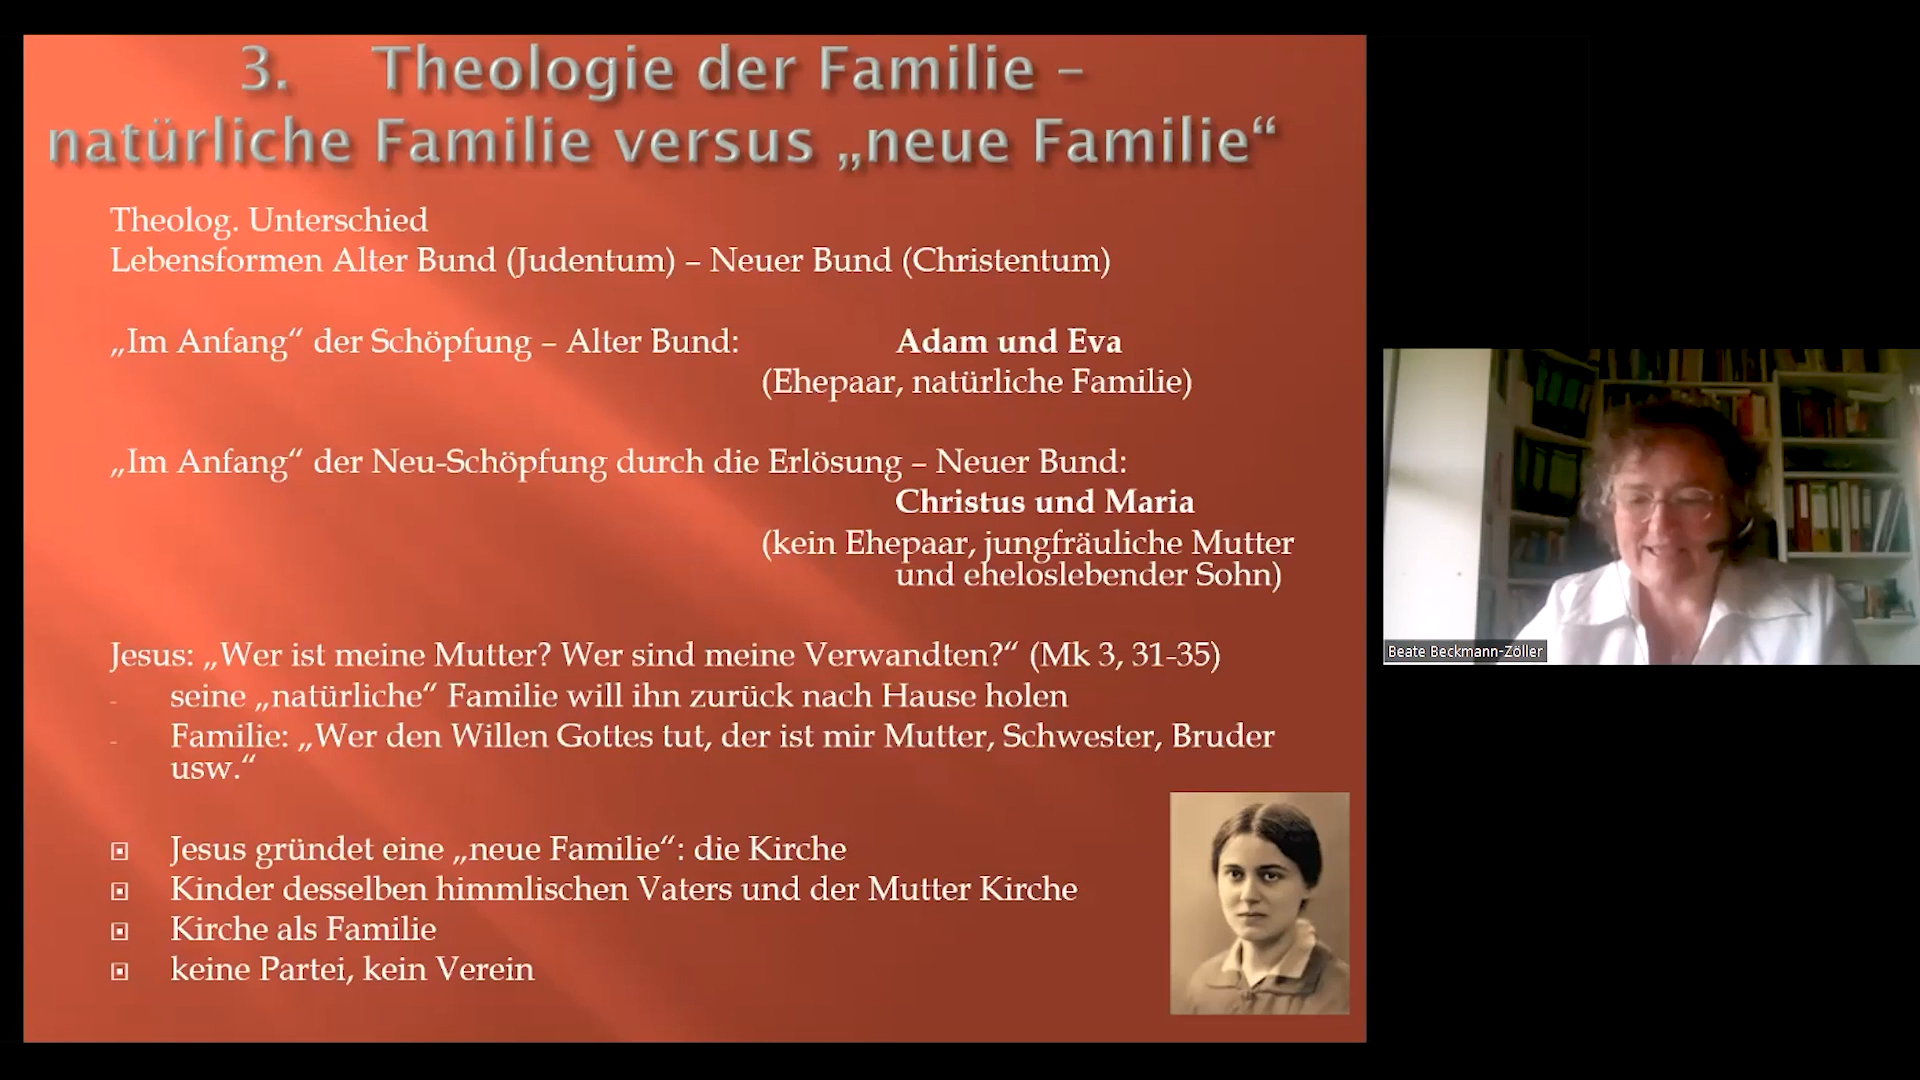 3. Theologie der Familie –
natürliche Familie versus „neue Familie“
Theolog. Unterschied
Lebensformen Alter Bund (Judentum) – Neuer Bund (Christentum)
„Im Anfang“ der Schöpfung – Alter Bund: Adam und Eva
(Ehepaar, natürliche Familie)
„Im Anfang“ der Neu-Schöpfung durch die Erlösung – Neuer Bund:
Christus und Maria
(kein Ehepaar, jungfräuliche Mutter
und eheloslebender Sohn)
Jesus: „Wer ist meine Mutter? Wer sind meine Verwandten?“ (Mk 3, 31-35)
- seine „natürliche“ Familie will ihn zurück nach Hause holen
- Familie: „Wer den Willen Gottes tut, der ist mir Mutter, Schwester, Bruder
usw.“
Jesus gründet eine „neue Familie“: die Kirche
Kinder desselben himmlischen Vaters und der Mutter Kirche
Kirche als Familie
keine Partei, kein Verein
Beate Beckmann-Zöller